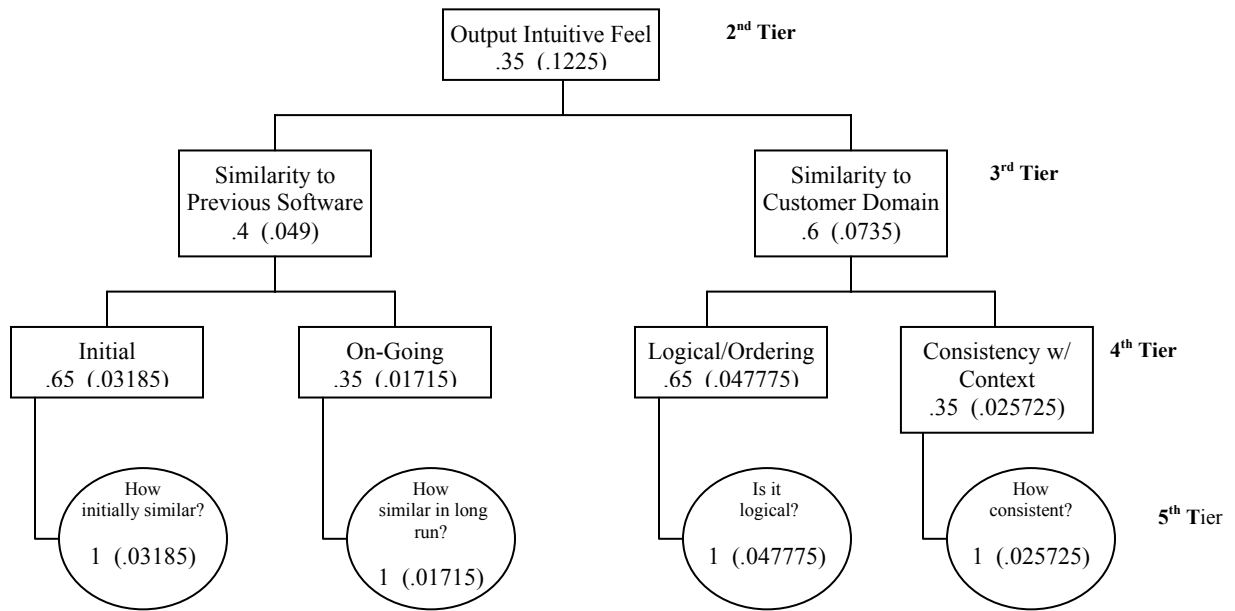 Output Intuitive Feel
.35 (.1225)
2nd Tier
Similarity to
Previous Software
.4 (.049)
Similarity to
Customer Domain
.6 (.0735)
3rd Tier
Initial
.65 (.03185)
On-Going
.35 (.01715)
Logical/Ordering
.65 (.047775)
Consistency w/
Context
.35 (.025725)
4th Tier
How
initially similar?
1 (.03185)
How
similar in long
run?
1 (.01715)
Is it
logical?
1 (.047775)
How
consistent?
1 (.025725)
5th Tier